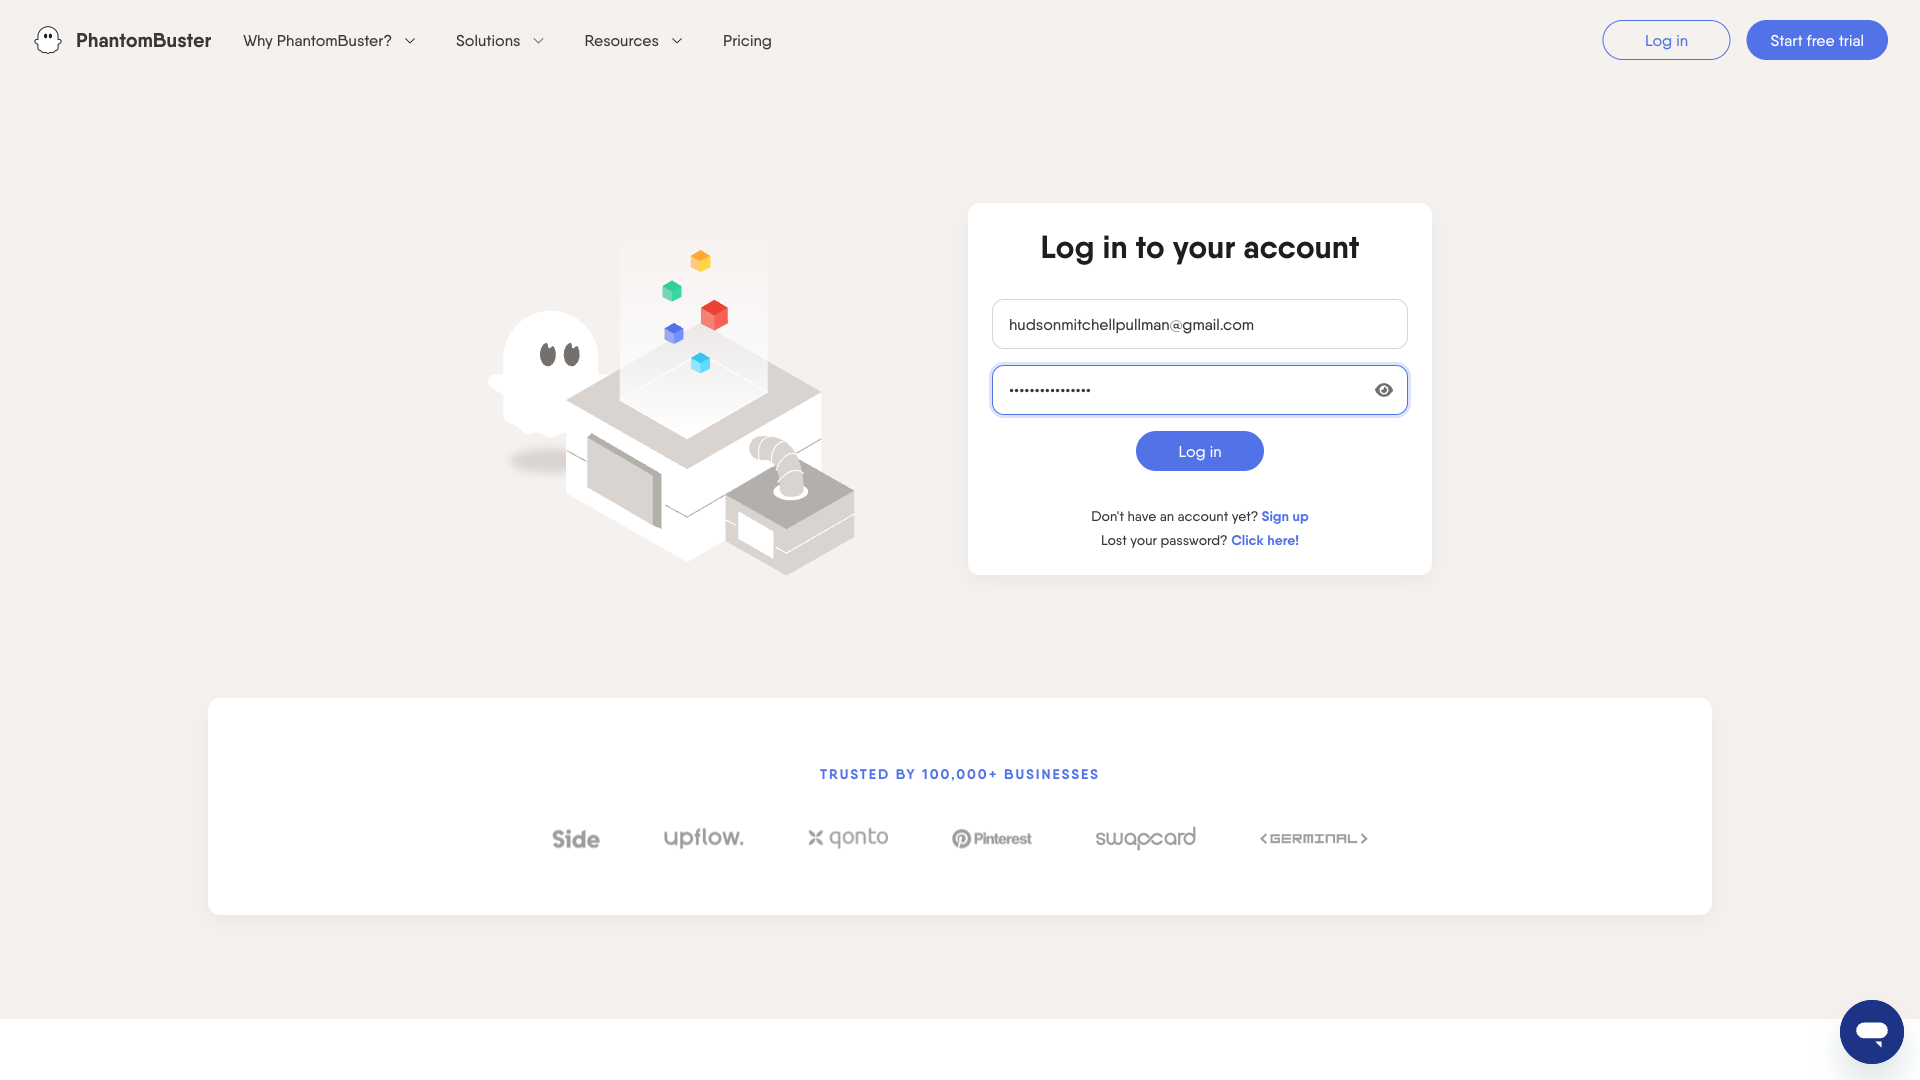 PhantomBuster
Why PhantomBuster?
Solutions
Resources
Pricing
Log in
Start free trial
Log in to your account
hudsonmitchellpullman@gmail.com
••••••••••••••••
Log in
Don't have an account yet? Sign up
Lost your password? Click here!
TRUSTED BY 100,000+ BUSINESSES
Side
upflow.
qonto
Pinterest
swapcard
<GERMINAL>